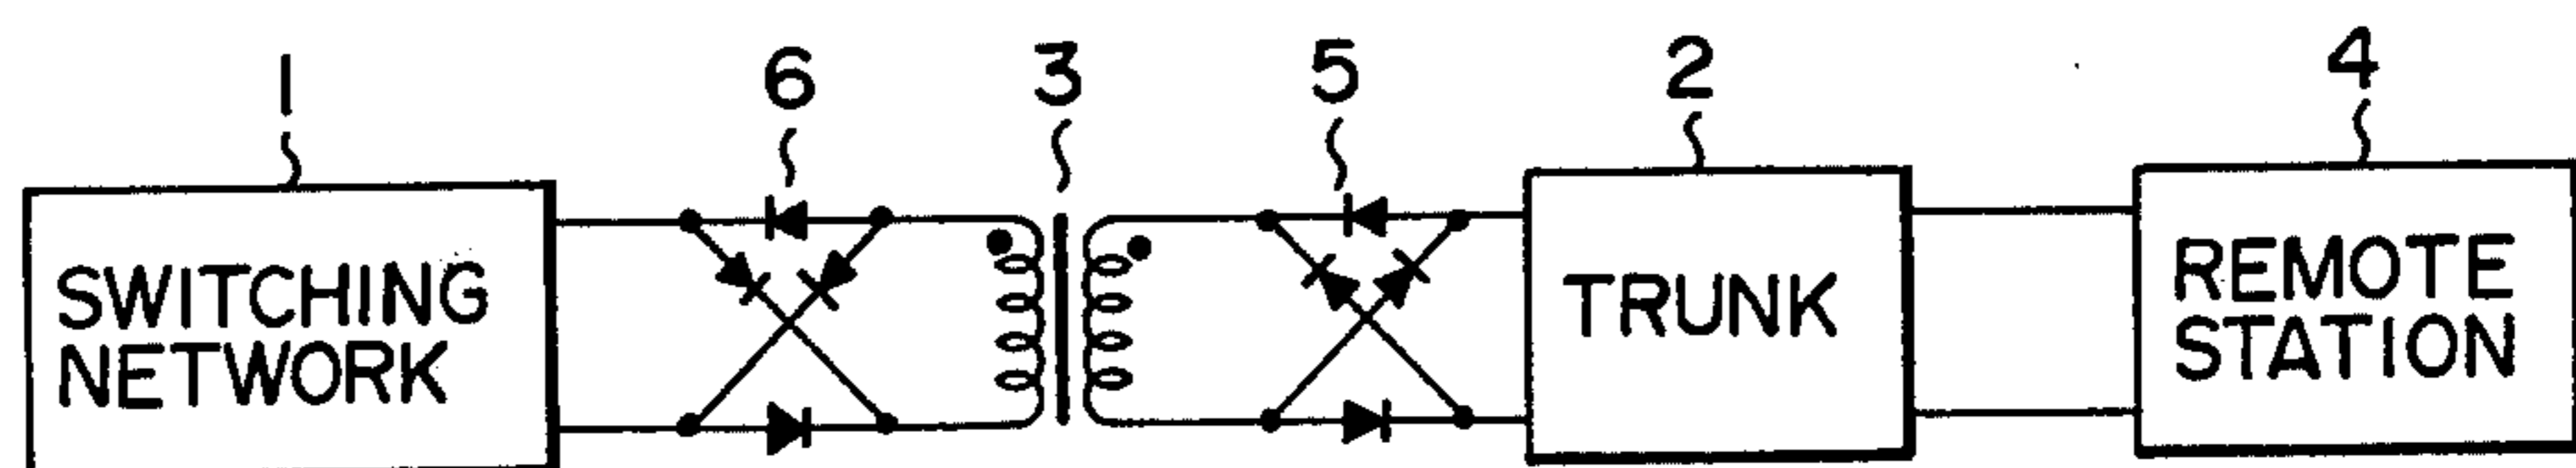 1 6 3 5 2 4
SWITCHING
NETWORK
TRUNK
REMOTE
STATION